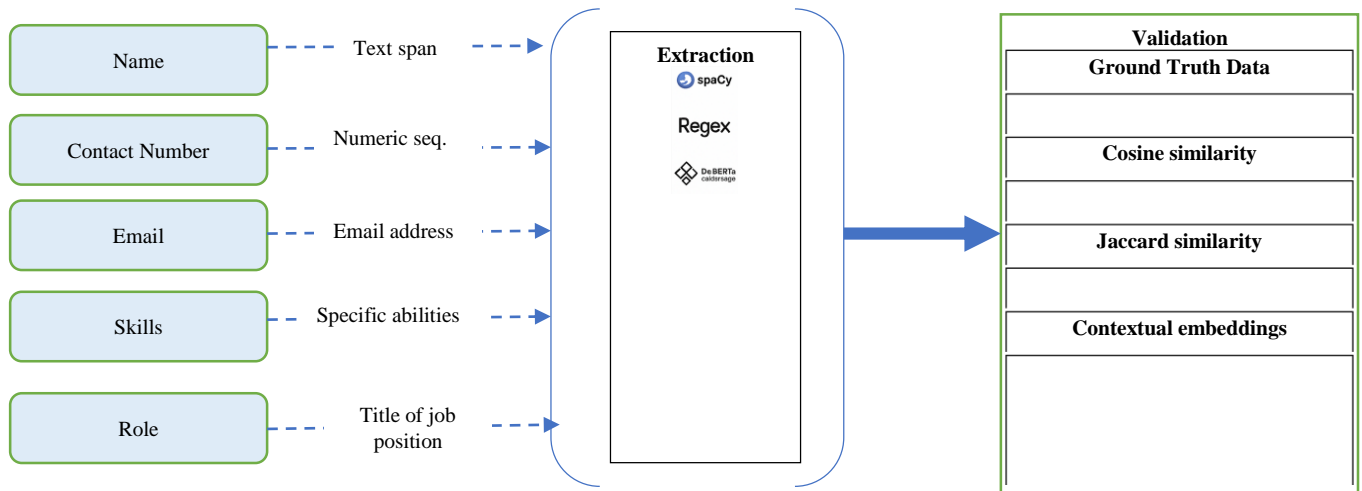 Name
Text span
Contact Number
Numeric seq.
Email
Email address
Skills
Specific abilities
Role
Title of job
position
Extraction
spaCy
Regex
DeBERTa
caldersage
Validation
Ground Truth Data
Cosine similarity
Jaccard similarity
Contextual embeddings